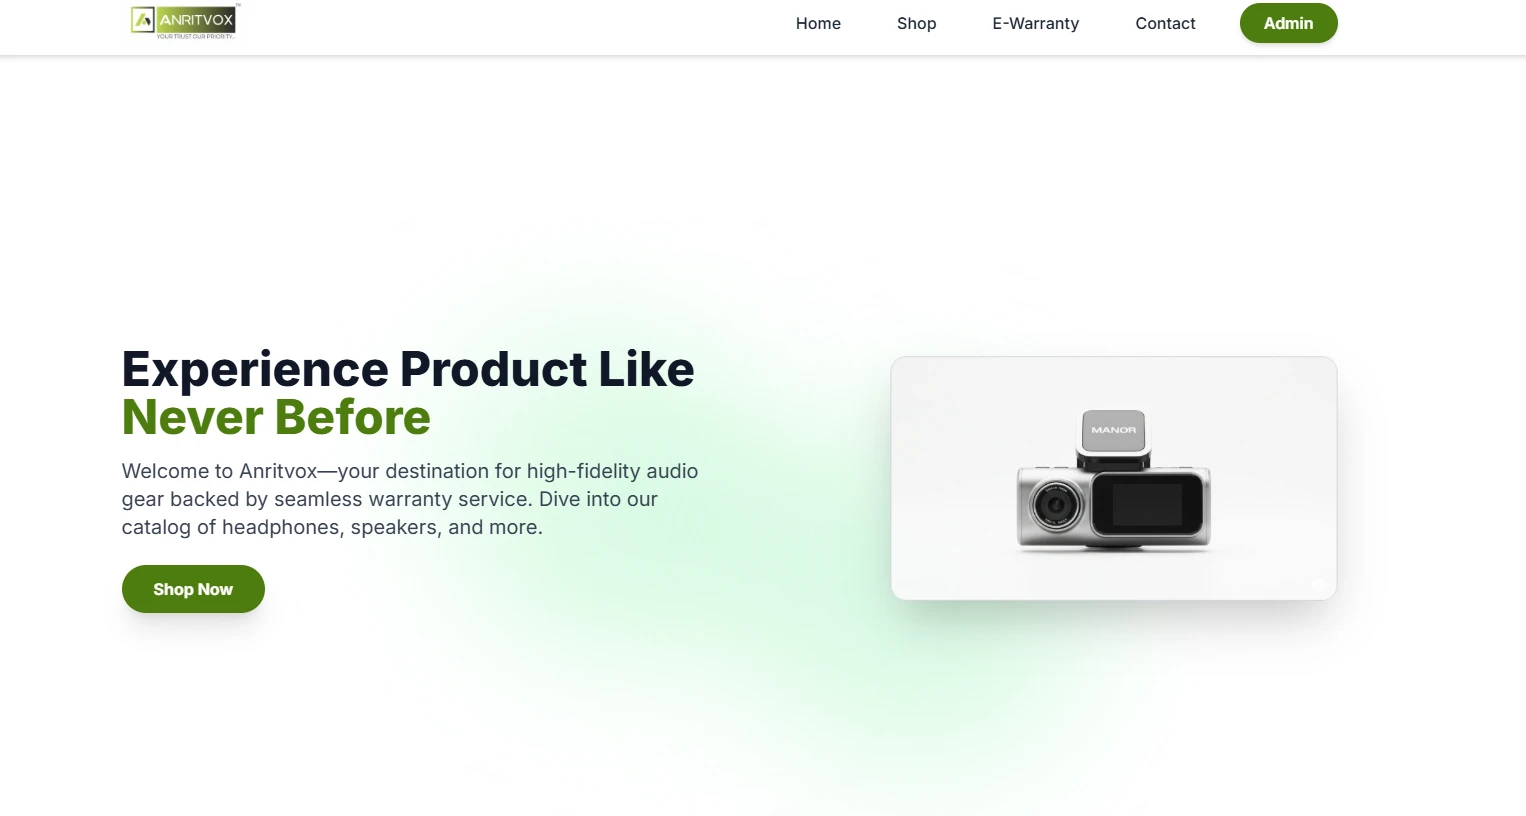 ANRITVOX
TM
YOUR TRUST OUR PRIORITY..
Home
Shop
E-Warranty
Contact
Admin
Experience Product Like
Never Before
Welcome to Anritvox—your destination for high-fidelity audio
gear backed by seamless warranty service. Dive into our
catalog of headphones, speakers, and more.
Shop Now
MANOR